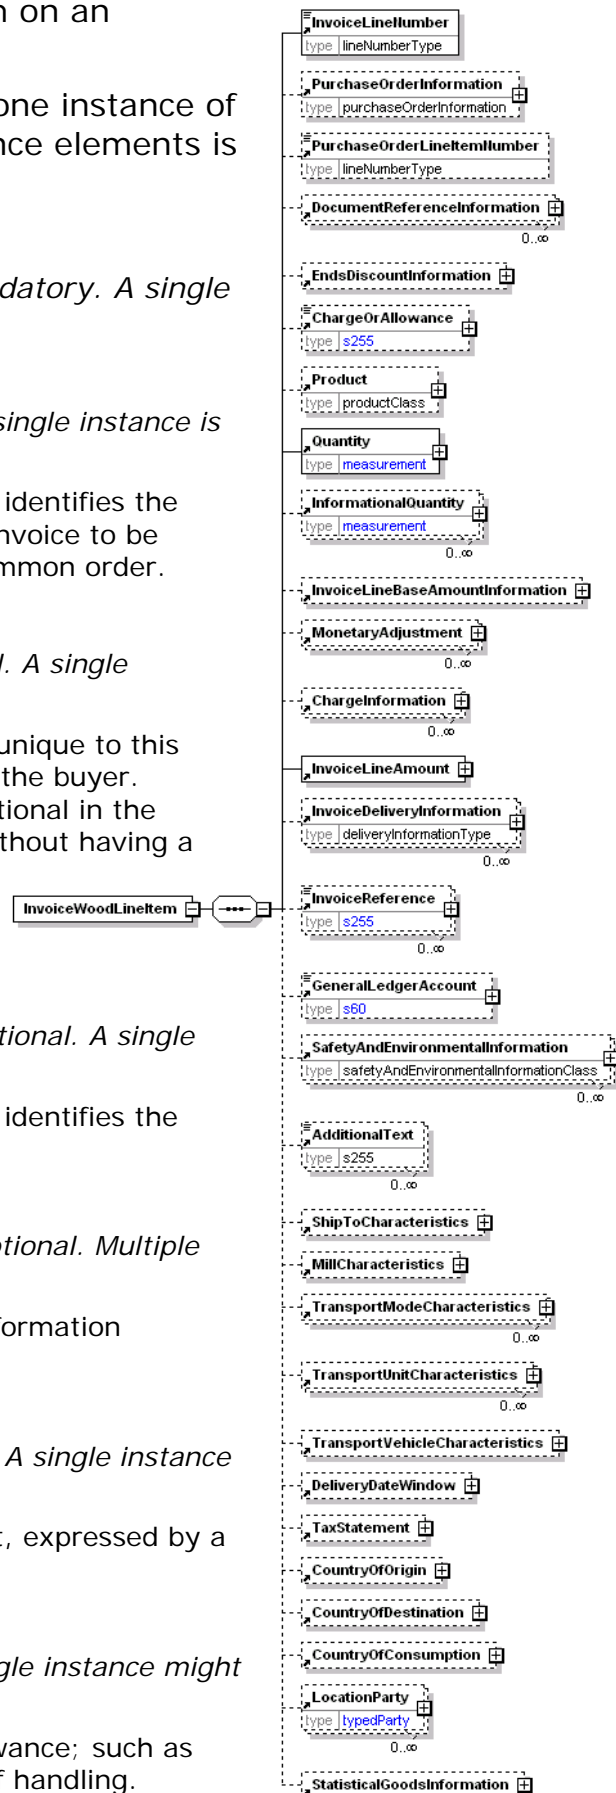 n on an
one instance of
nce elements is
datory. A single
single instance is
identifies the
nvoice to be
mmon order.
l. A single
unique to this
the buyer.
tional in the
thout having a
tional. A single
identifies the
otional. Multiple
formation
A single instance
t, expressed by a
gle instance might
wance; such as
f handling.
InvoiceWoodLineItem
InvoiceLineNumber
type lineNumberType
PurchaseOrderInformation
type purchaseOrderInformation
PurchaseOrderLineItemNumber
type lineNumberType
DocumentReferenceInformation
0..∞
EndsDiscountInformation
ChargeOrAllowance
type s255
Product
type productClass
Quantity
type measurement
InformationalQuantity
type measurement
0..∞
InvoiceLineBaseAmountInformation
MonetaryAdjustment
0..∞
ChargeInformation
0..∞
InvoiceLineAmount
InvoiceDeliveryInformation
type deliveryInformationType
0..∞
InvoiceReference
type s255
0..∞
GeneralLedgerAccount
type s60
SafetyAndEnvironmentalInformation
type safetyAndEnvironmentalInformationClass
0..∞
AdditionalText
type s255
0..∞
ShipToCharacteristics
MillCharacteristics
TransportModeCharacteristics
0..∞
TransportUnitCharacteristics
0..∞
TransportVehicleCharacteristics
DeliveryDateWindow
TaxStatement
CountryOfOrigin
CountryOfDestination
CountryOfConsumption
LocationParty
type typedParty
0..∞
StatisticalGoodsInformation